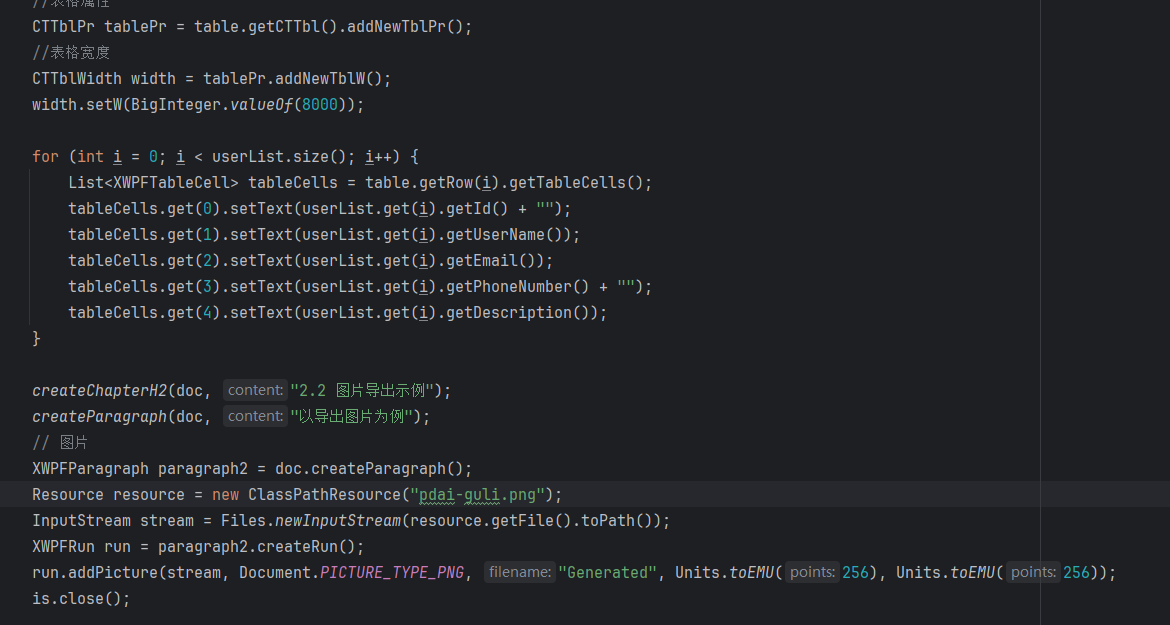 //表格属性
CTTblPr tablePr = table.getCTTbl().addNewTblPr();
//表格宽度
CTTblWidth width = tablePr.addNewTblW();
width.setW(BigInteger.valueOf(8000));
for (int i = 0; i < userList.size(); i++) {
List<XWPFTableCell> tableCells = table.getRow(i).getTableCells();
tableCells.get(0).setText(userList.get(i).getId() + "");
tableCells.get(1).setText(userList.get(i).getUserName());
tableCells.get(2).setText(userList.get(i).getEmail());
tableCells.get(3).setText(userList.get(i).getPhoneNumber() + "");
tableCells.get(4).setText(userList.get(i).getDescription());
}
createChapterH2(doc, content: "2.2 图片导出示例");
createParagraph(doc, content: "以导出图片为例");
// 图片
XWPFParagraph paragraph2 = doc.createParagraph();
Resource resource = new ClassPathResource("pdai-guli.png");
InputStream stream = Files.newInputStream(resource.getFile().toPath());
XWPFRun run = paragraph2.createRun();
run.addPicture(stream, Document.PICTURE_TYPE_PNG, filename: "Generated", Units.toEMU( points: 256), Units.toEMU( points: 256));
is.close();